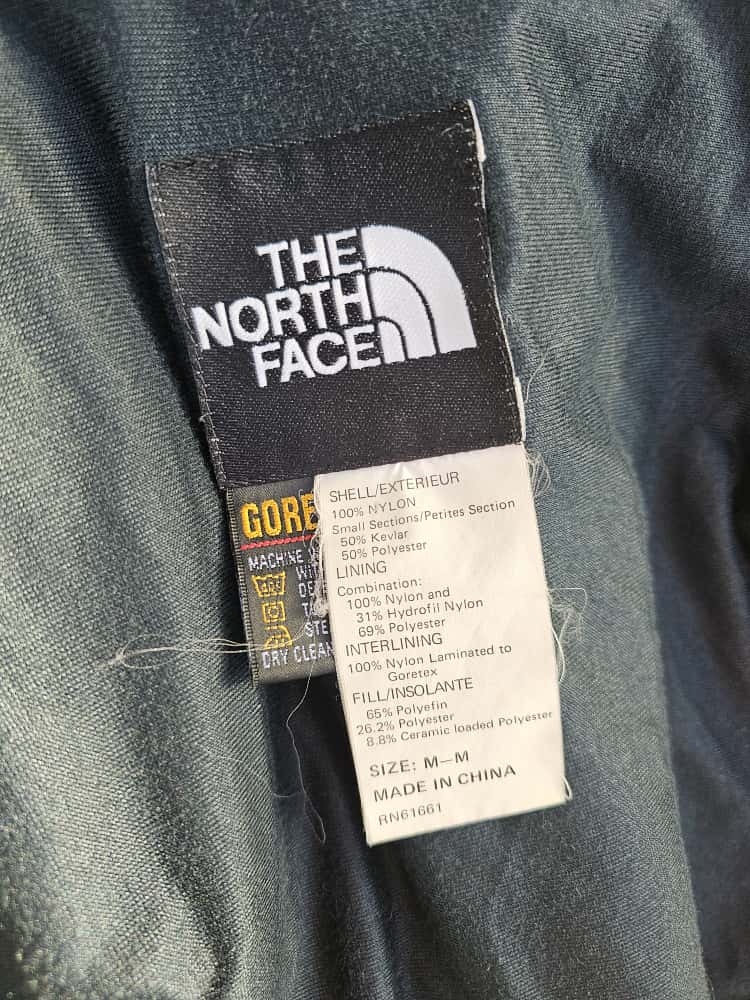 THE
NORTH
FACE
GORE
MACHINE
DRY CLEAN
SHELL/EXTERIEUR
100% NYLON
Small Sections/Petites Section
50% Kevlar
50% Polyester
LINING
Combination:
100% Nylon and
31% Hydrofil Nylon
69% Polyester
INTERLINING
100% Nylon Laminated to
Goretex
FILL/INSOLANTE
65% Polyefin
26.2% Polyester
8.8% Ceramic loaded Polyester
SIZE: M—M
MADE IN CHINA
RN61661